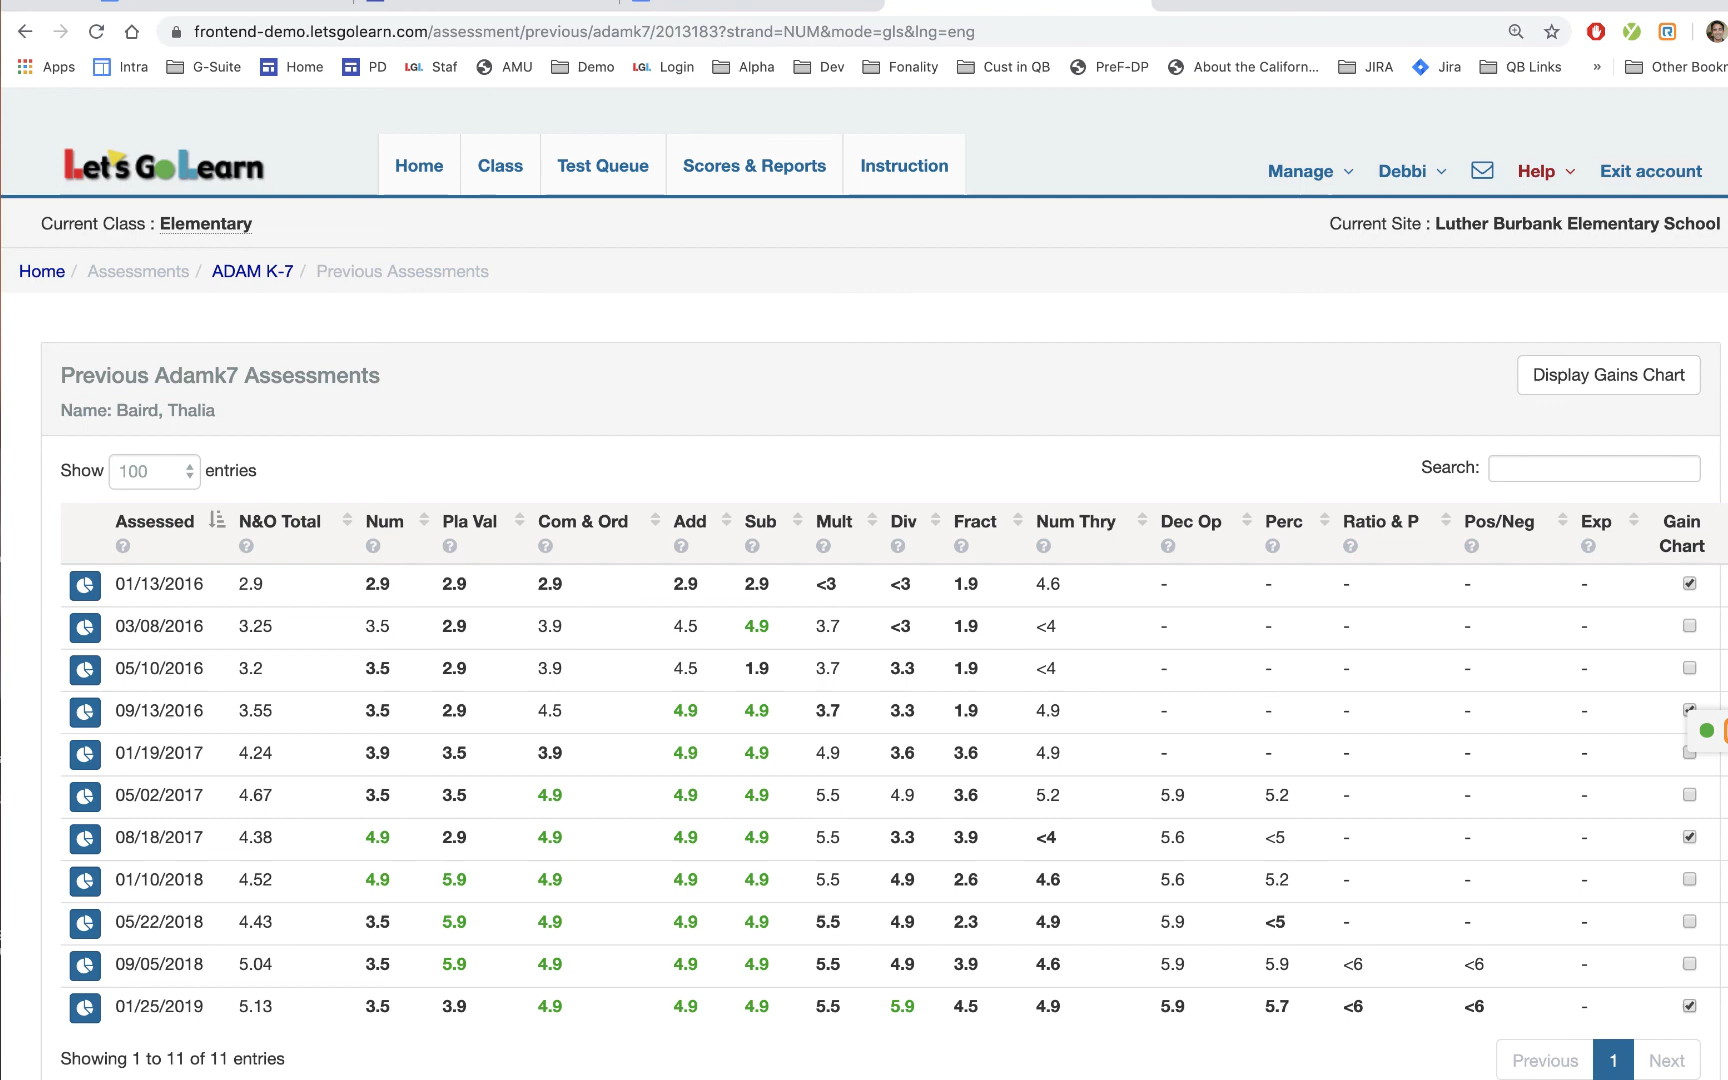 frontend-demo.letsgolearn.com/assessment/previous/adamk7/2013183?strand=NUM&mode=gls&lng=eng
Apps Intra G-Suite Home PD LGL Staf AMU Demo LGL Login Alpha Dev Fonality Cust in QB PreF-DP About the Californ... JIRA Jira QB Links » Other Bookr
Let's Go Learn Home Class Test Queue Scores & Reports Instruction Manage Debbi Help Exit account
Current Class : Elementary Current Site : Luther Burbank Elementary School
Home / Assessments / ADAM K-7 / Previous Assessments
Previous Adamk7 Assessments Display Gains Chart
Name: Baird, Thalia
Show 100 entries Search:
Assessed N&O Total Num Pla Val Com & Ord Add Sub Mult Div Fract Num Thry Dec Op Perc Ratio & P Pos/Neg Exp Gain
? ? ? ? ? ? ? ? ? ? ? ? ? ? ? ? Chart
01/13/2016 2.9 2.9 2.9 2.9 2.9 2.9 <3 <3 1.9 4.6 - - - - -
03/08/2016 3.25 3.5 2.9 3.9 4.5 4.9 3.7 <3 1.9 <4 - - - - -
05/10/2016 3.2 3.5 2.9 3.9 4.5 1.9 3.7 3.3 1.9 <4 - - - - -
09/13/2016 3.55 3.5 2.9 4.5 4.9 4.9 3.7 3.3 1.9 4.9 - - - - -
01/19/2017 4.24 3.9 3.5 3.9 4.9 4.9 4.9 3.6 3.6 4.9 - - - - -
05/02/2017 4.67 3.5 3.5 4.9 4.9 4.9 5.5 4.9 3.6 5.2 5.9 5.2 - - -
08/18/2017 4.38 4.9 2.9 4.9 4.9 4.9 5.5 3.3 3.9 <4 5.6 <5 - - -
01/10/2018 4.52 4.9 5.9 4.9 4.9 4.9 5.5 4.9 2.6 4.6 5.6 5.2 - - -
05/22/2018 4.43 3.5 5.9 4.9 4.9 4.9 5.5 4.9 2.3 4.9 5.9 <5 - - -
09/05/2018 5.04 3.5 5.9 4.9 4.9 4.9 5.5 4.9 3.9 4.6 5.9 5.9 <6 <6 -
01/25/2019 5.13 3.5 3.9 4.9 4.9 4.9 5.5 5.9 4.5 4.9 5.9 5.7 <6 <6 -
Showing 1 to 11 of 11 entries Previous 1 Next